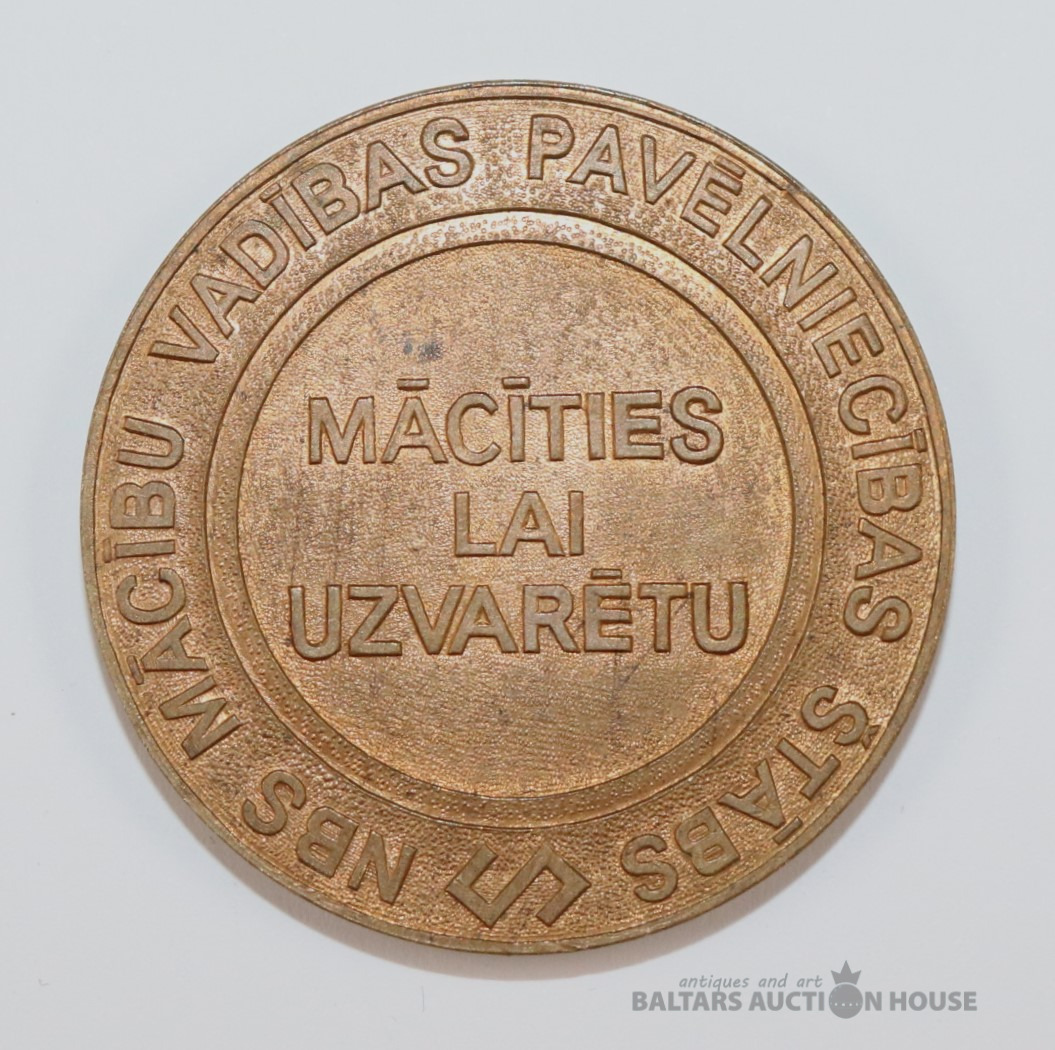 NBS MĀCĪBU VADĪBAS PAVĒLNIECĪBAS ŠTĀBS
MĀCĪTIES
LAI
UZVARĒTU
antiques and art
BALTARS AUCTION HOUSE